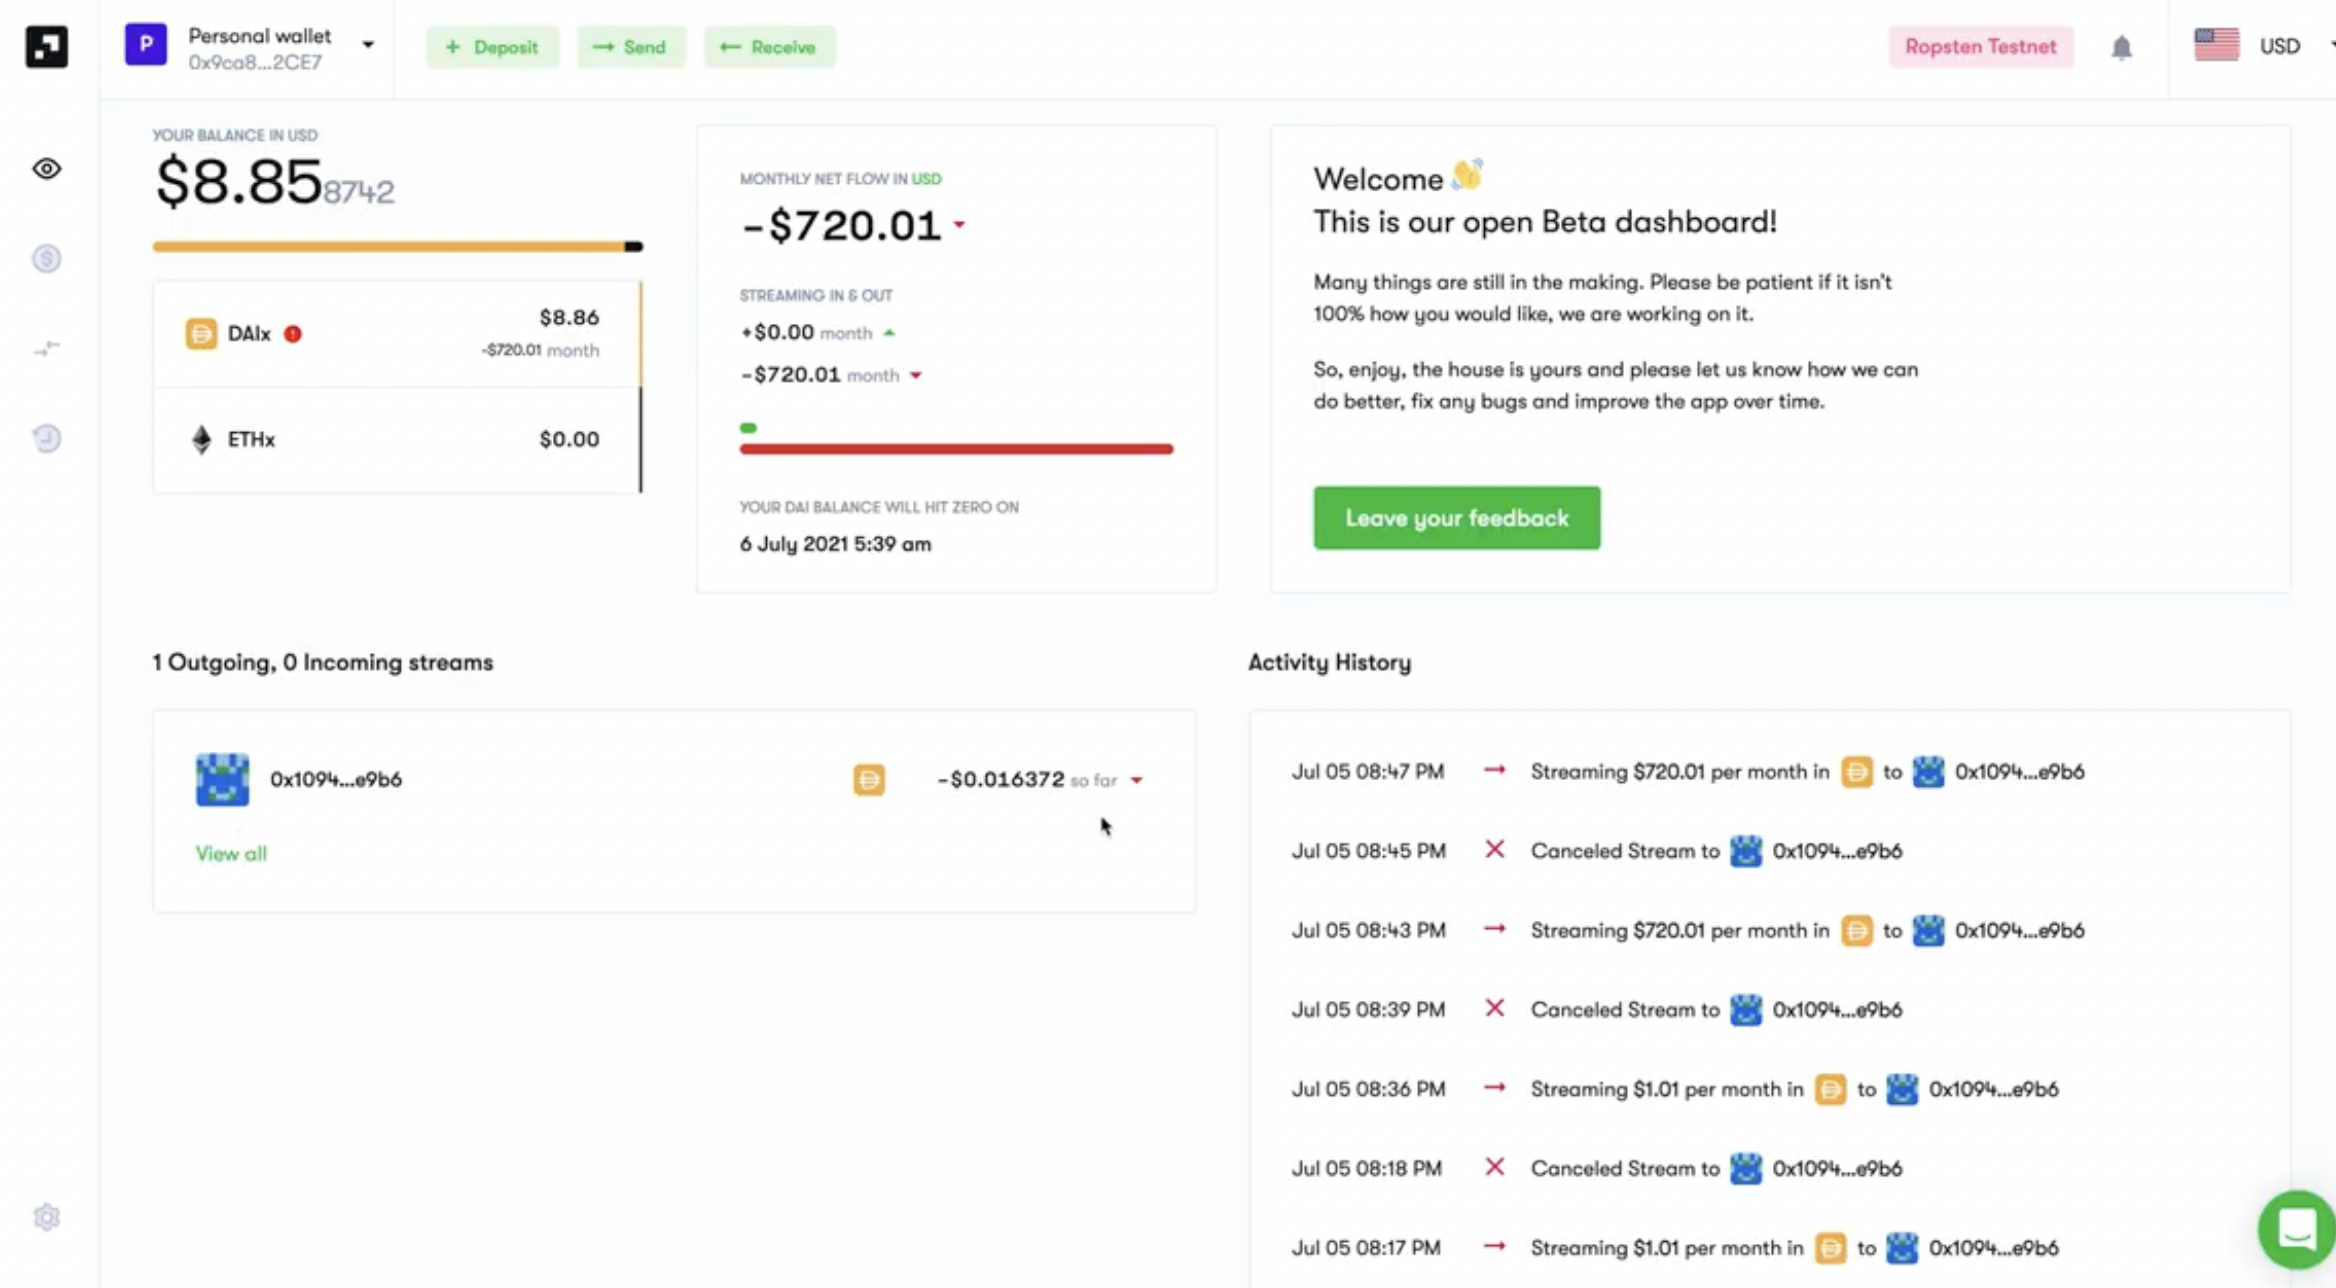 P
Personal wallet
0x9ca8...2CE7
+ Deposit
→ Send
← Receive
Ropsten Testnet
USD
YOUR BALANCE IN USD
$8.858742
DAIx
$8.86
-$720.01 month
ETHx
$0.00
MONTHLY NET FLOW IN USD
-$720.01
STREAMING IN & OUT
+$0.00 month
-$720.01 month
YOUR DAI BALANCE WILL HIT ZERO ON
6 July 2021 5:39 am
Welcome 👋
This is our open Beta dashboard!
Many things are still in the making. Please be patient if it isn't
100% how you would like, we are working on it.
So, enjoy, the house is yours and please let us know how we can
do better, fix any bugs and improve the app over time.
Leave your feedback
1 Outgoing, 0 Incoming streams
0x1094...e9b6
-$0.016372 so far
View all
Activity History
Jul 05 08:47 PM → Streaming $720.01 per month in to 0x1094...e9b6
Jul 05 08:45 PM Canceled Stream to 0x1094...e9b6
Jul 05 08:43 PM → Streaming $720.01 per month in to 0x1094...e9b6
Jul 05 08:39 PM Canceled Stream to 0x1094...e9b6
Jul 05 08:36 PM → Streaming $1.01 per month in to 0x1094...e9b6
Jul 05 08:18 PM Canceled Stream to 0x1094...e9b6
Jul 05 08:17 PM → Streaming $1.01 per month in to 0x1094...e9b6